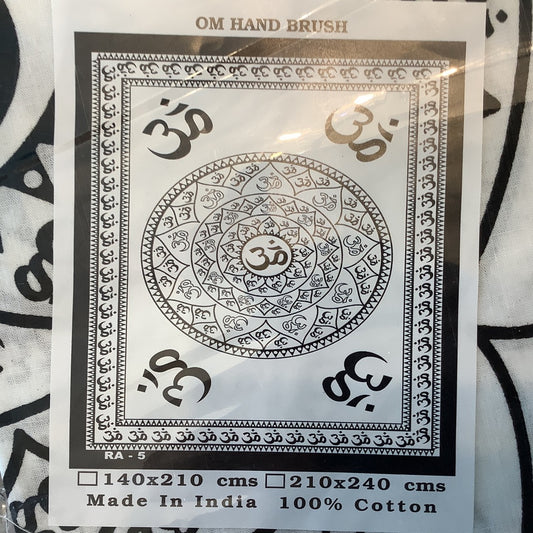 OM HAND BRUSH
ॐ ॐ
ॐ
ॐ ॐ
RA - 5
140x210 cms 210x240 cms
Made In India 100% Cotton